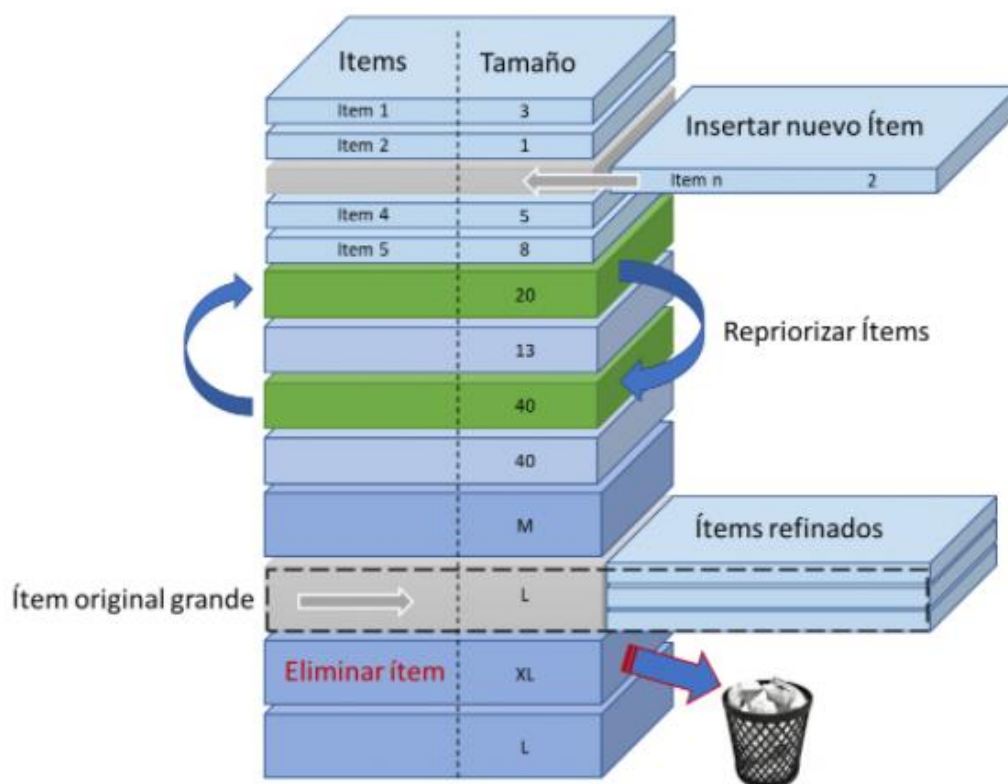 Items Tamaño
Item 1 3
Item 2 1
Insertar nuevo Ítem
Item n 2
Item 4 5
Item 5 8
20
Repriorizar Ítems
13
40
40
M
Ítems refinados
Ítem original grande
L
Eliminar ítem XL
L